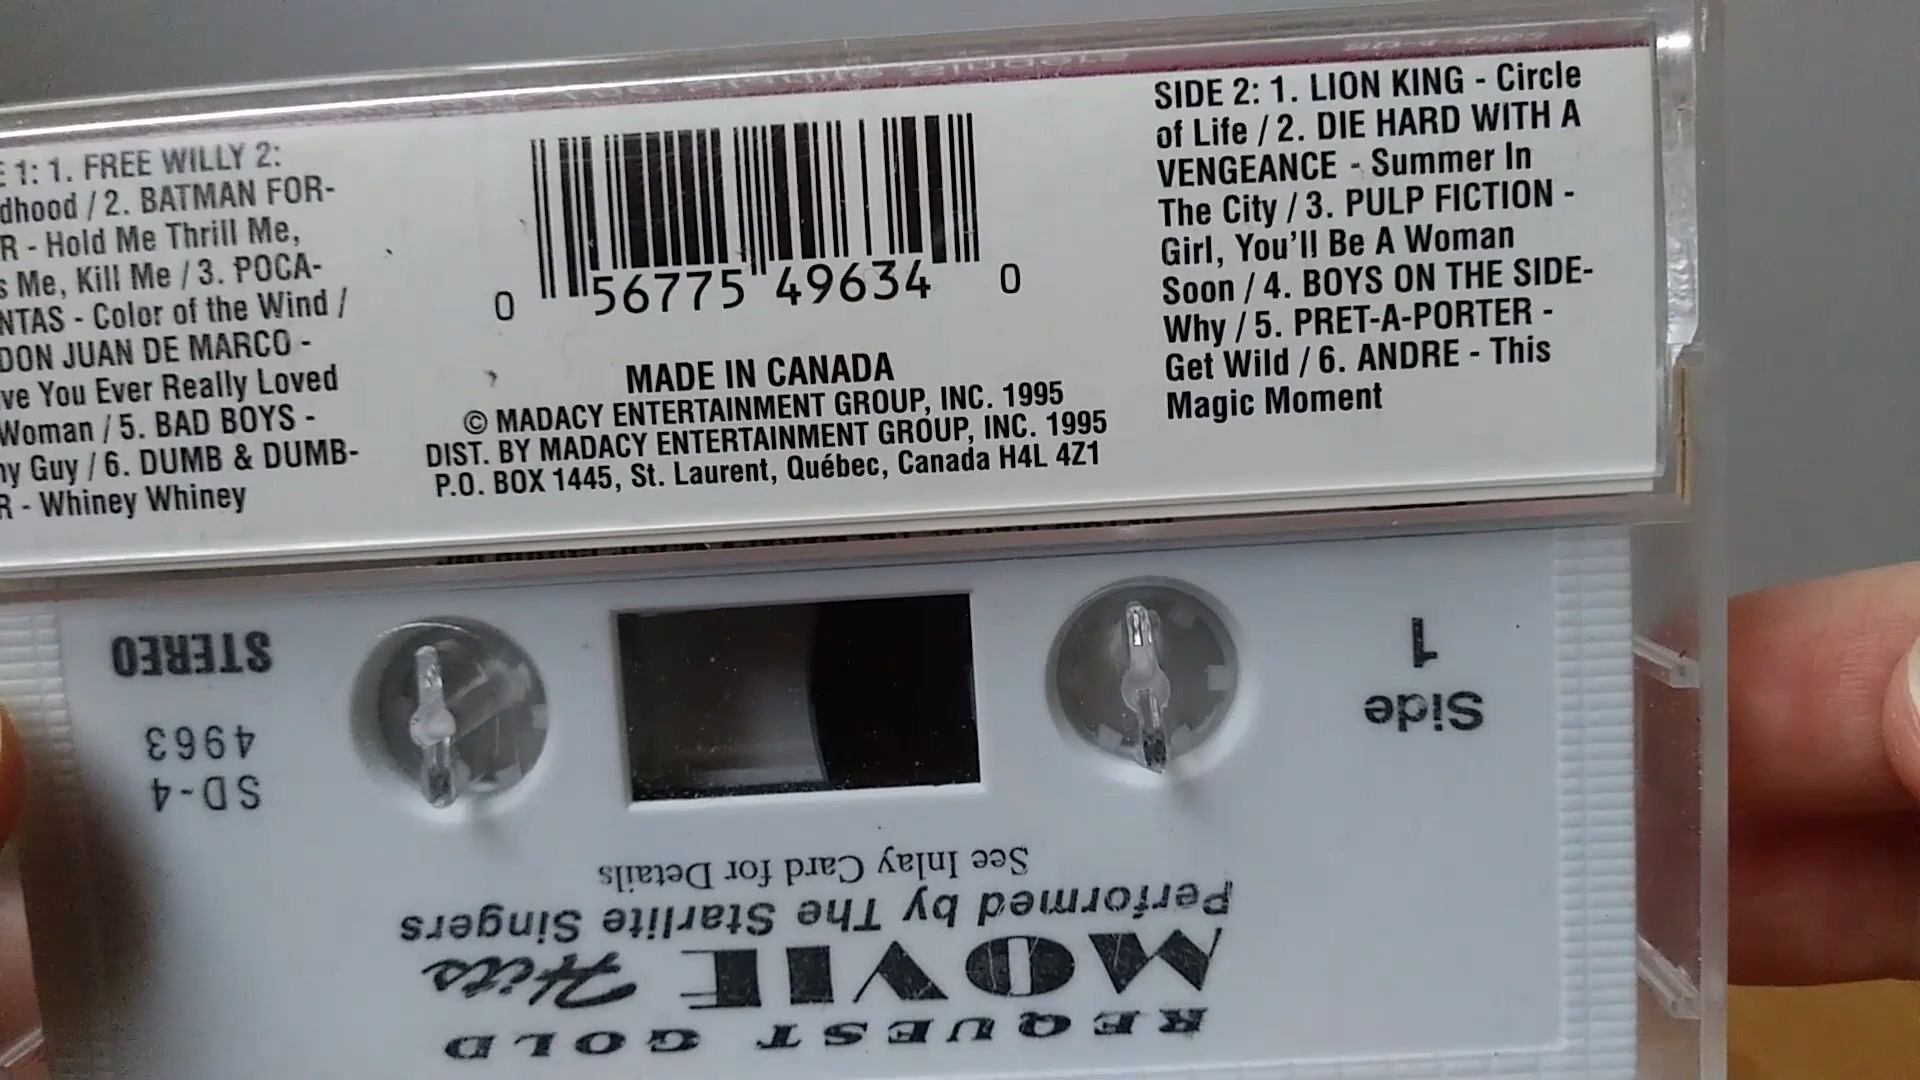 1: 1. FREE WILLY 2:
dhood / 2. BATMAN FOR-
R - Hold Me Thrill Me,
s Me, Kill Me / 3. POCA-
NTAS - Color of the Wind /
DON JUAN DE MARCO -
ve You Ever Really Loved
Woman / 5. BAD BOYS -
ny Guy / 6. DUMB & DUMB-
R - Whiney Whiney
0 56775 49634 0
MADE IN CANADA
© MADACY ENTERTAINMENT GROUP, INC. 1995
DIST. BY MADACY ENTERTAINMENT GROUP, INC. 1995
P.O. BOX 1445, St. Laurent, Québec, Canada H4L 4Z1
SIDE 2: 1. LION KING - Circle
of Life / 2. DIE HARD WITH A
VENGEANCE - Summer In
The City / 3. PULP FICTION -
Girl, You'll Be A Woman
Soon / 4. BOYS ON THE SIDE-
Why / 5. PRET-A-PORTER -
Get Wild / 6. ANDRE - This
Magic Moment
REQUEST GOLD
MOVIE Hits
Performed by The Starlite Singers
See Inlay Card for Details
Side
1
SD-4
4963
STEREO